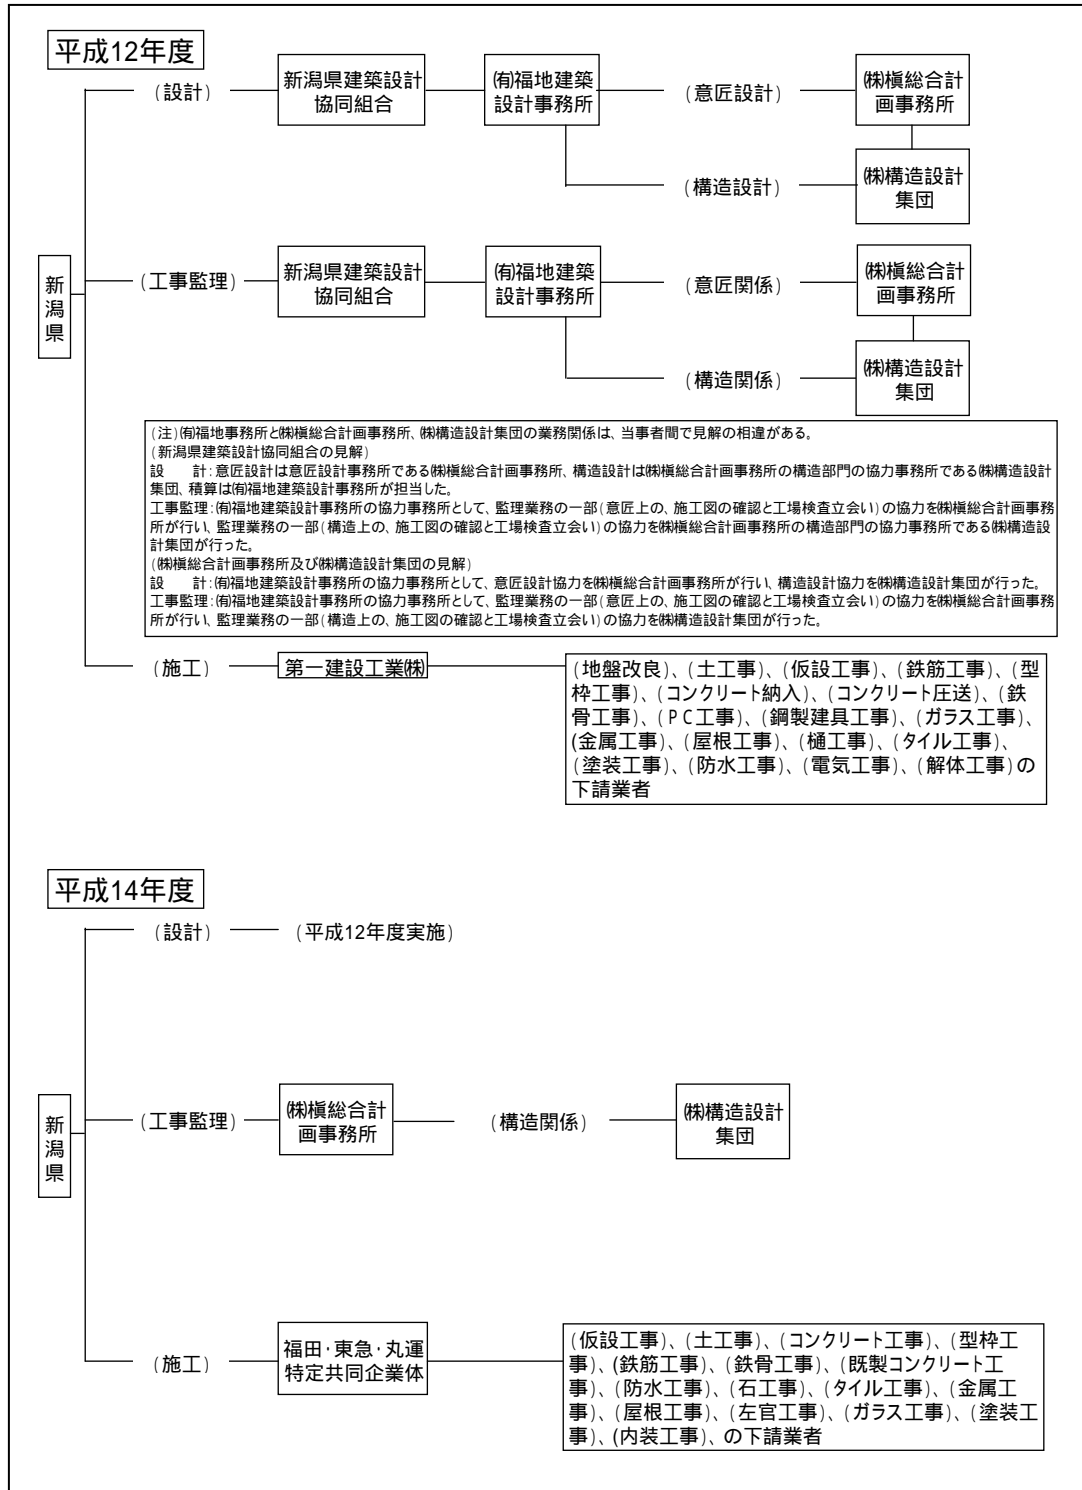 平成12年度
(設計)
新潟県建築設計
協同組合
㈲福地建築
設計事務所
(意匠設計)
㈱槇総合計
画事務所
(構造設計)
㈱構造設計
集団
新潟県
(工事監理)
新潟県建築設計
協同組合
㈲福地建築
設計事務所
(意匠関係)
㈱槇総合計
画事務所
(構造関係)
㈱構造設計
集団
(注)㈲福地事務所と㈱槇総合計画事務所、㈱構造設計集団の業務関係は、当事者間で見解の相違がある。
(新潟県建築設計協同組合の見解)
設　　計:意匠設計は意匠設計事務所である㈱槇総合計画事務所、構造設計は㈱槇総合計画事務所の構造部門の協力事務所である㈱構造設計
集団、積算は㈲福地建築設計事務所が担当した。
工事監理:㈲福地建築設計事務所の協力事務所として、監理業務の一部(意匠上の、施工図の確認と工場検査立会い)の協力を㈱槇総合計画事務
所が行い、監理業務の一部(構造上の、施工図の確認と工場検査立会い)の協力を㈱槇総合計画事務所の構造部門の協力事務所である㈱構造設
計集団が行った。
(㈱槇総合計画事務所及び㈱構造設計集団の見解)
設　　計:㈲福地建築設計事務所の協力事務所として、意匠設計協力を㈱槇総合計画事務所が行い、構造設計協力を㈱構造設計集団が行った。
工事監理:㈲福地建築設計事務所の協力事務所として、監理業務の一部(意匠上の、施工図の確認と工場検査立会い)の協力を㈱槇総合計画事務
所が行い、監理業務の一部(構造上の、施工図の確認と工場検査立会い)の協力を㈱構造設計集団が行った。
(施工)
第一建設工業㈱
(地盤改良)、(土工事)、(仮設工事)、(鉄筋工事)、(型
枠工事)、(コンクリート納入)、(コンクリート圧送)、(鉄
骨工事)、(PC工事)、(鋼製建具工事)、(ガラス工事)、
(金属工事)、(屋根工事)、(樋工事)、(タイル工事)、
(塗装工事)、(防水工事)、(電気工事)、(解体工事)の
下請業者
平成14年度
(設計)
(平成12年度実施)
新潟県
(工事監理)
㈱槇総合計
画事務所
(構造関係)
㈱構造設計
集団
(施工)
福田・東急・丸運
特定共同企業体
(仮設工事)、(土工事)、(コンクリート工事)、(型枠工
事)、(鉄筋工事)、(鉄骨工事)、(既製コンクリート工
事)、(防水工事)、(石工事)、(タイル工事)、(金属工
事)、(屋根工事)、(左官工事)、(ガラス工事)、(塗装工
事)、(内装工事)、の下請業者